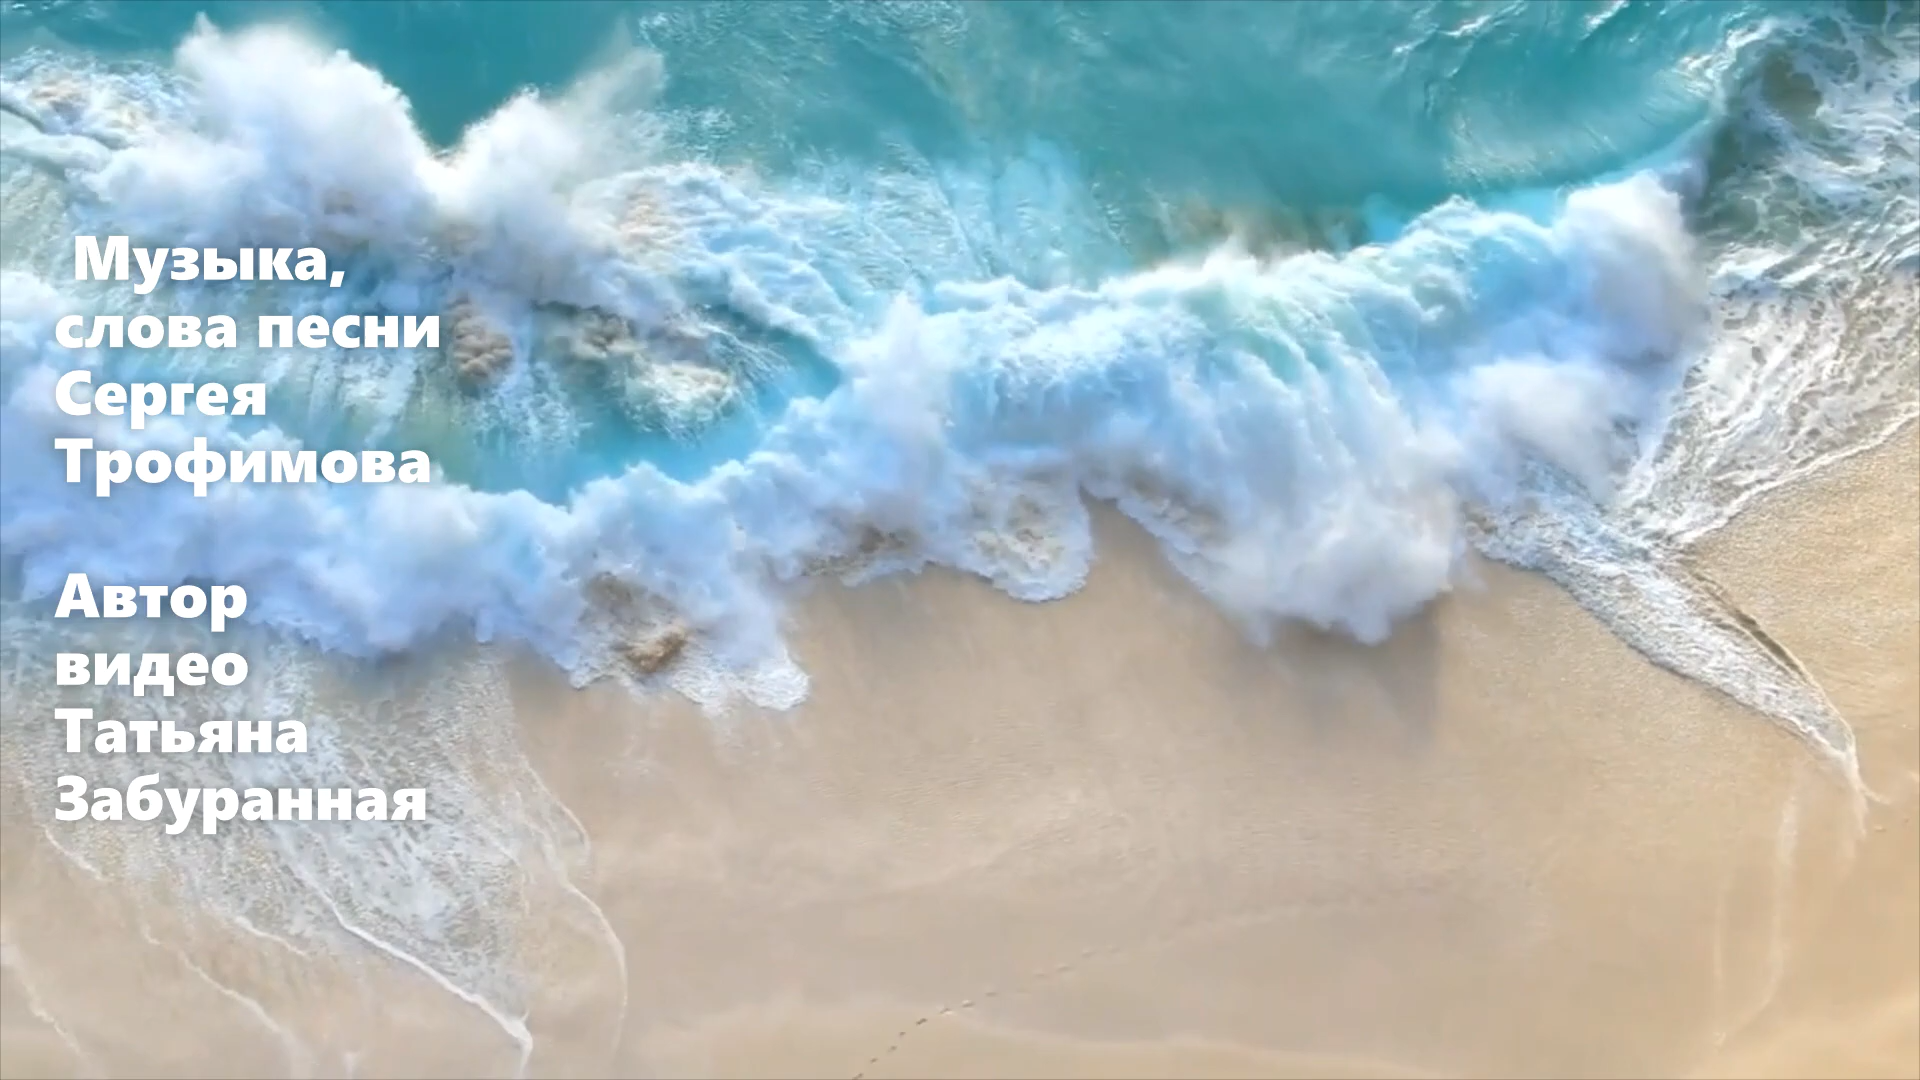 Музыка,
слова песни
Сергея
Трофимова
Автор
видео
Татьяна
Забуранная